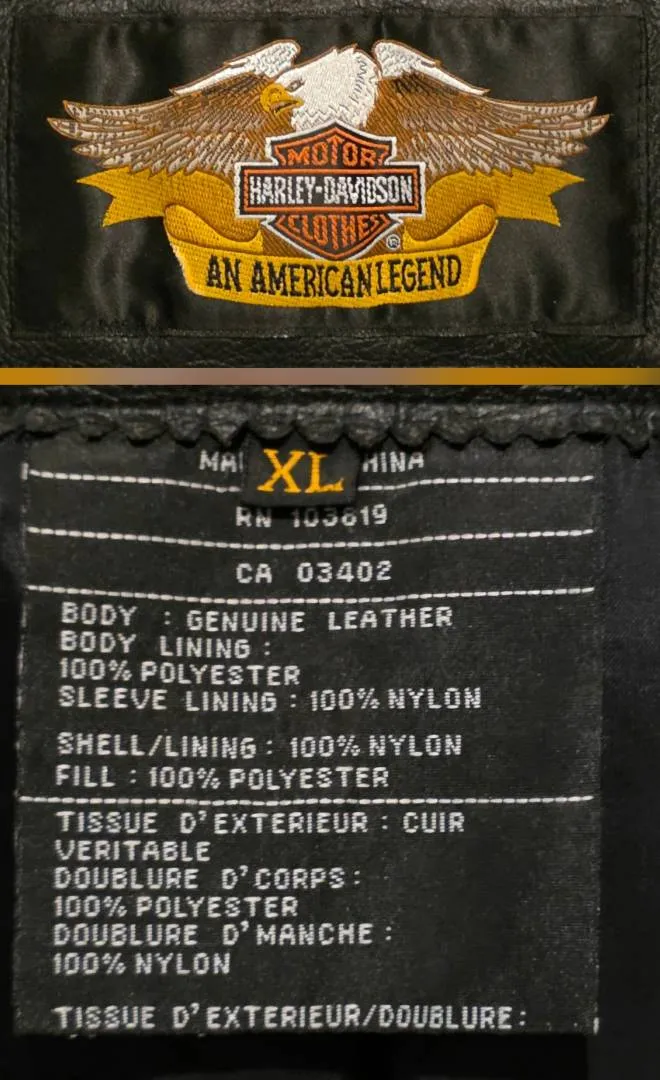 MOTOR
HARLEY-DAVIDSON
CLOTHES
®
AN AMERICAN LEGEND
XL
RN 103819
CA 03402
BODY : GENUINE LEATHER
BODY LINING :
100% POLYESTER
SLEEVE LINING : 100% NYLON
SHELL/LINING : 100% NYLON
FILL : 100% POLYESTER
TISSUE D'EXTERIEUR : CUIR
VERITABLE
DOUBLURE D'CORPS :
100% POLYESTER
DOUBLURE D'MANCHE :
100% NYLON
TISSUE D'EXTERIEUR/DOUBLURE :